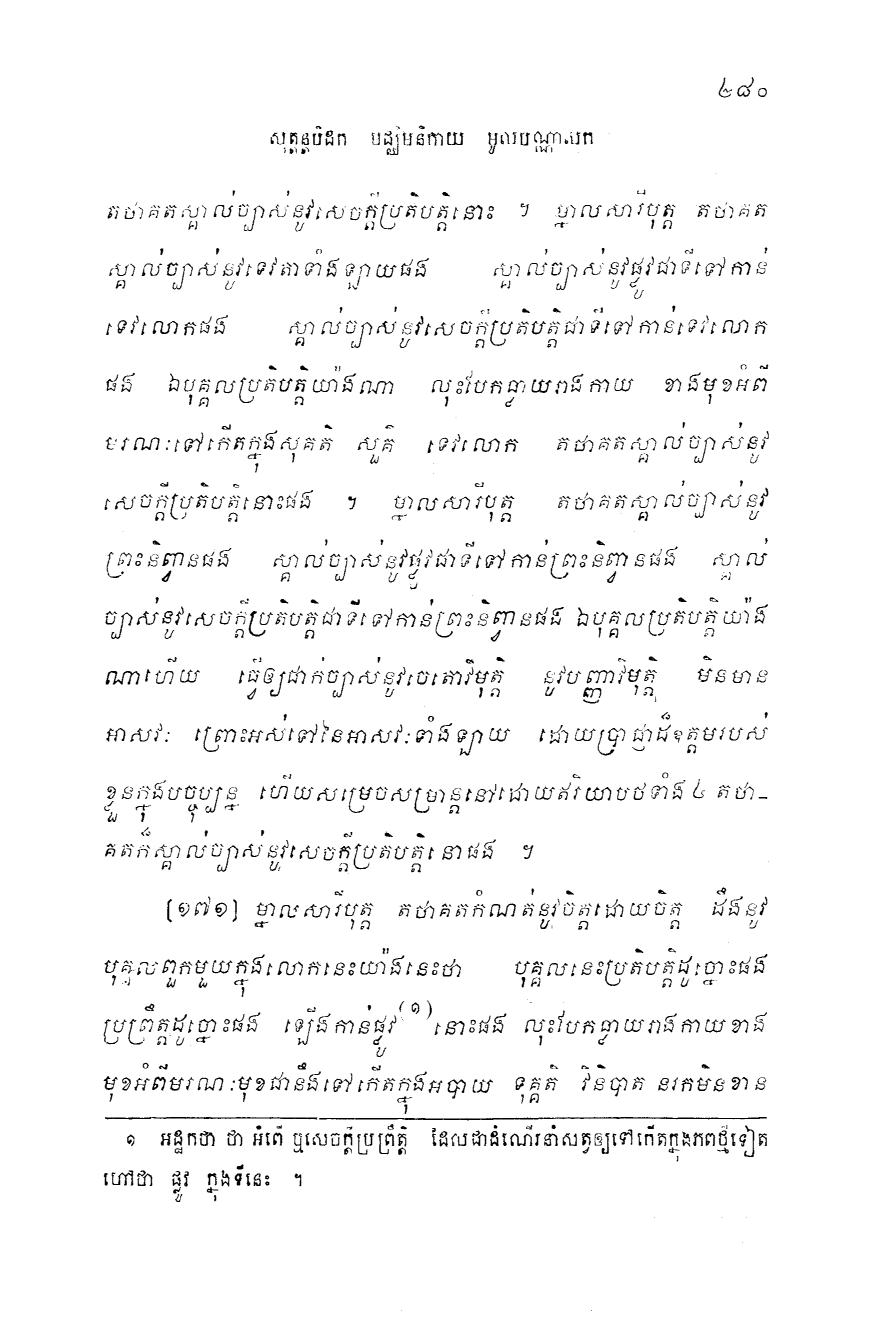 ២៨០
សុត្តន្តបិដក មជ្ឈិមនិកាយ មូលបណ្ណាសក
តថាគតស្គាល់ច្បាស់នូវសេចក្តីប្រតិបត្តិនោះ ។ ម្នាលសារីបុត្ត តថាគត
ស្គាល់ច្បាស់នូវទេវតាទាំងឡាយផង ស្គាល់ច្បាស់នូវផ្លូវជាទីទៅកាន់
ទេវលោកផង ស្គាល់ច្បាស់នូវសេចក្តីប្រតិបត្តិជាទីទៅកាន់ទេវលោក
ផង ឯបុគ្គលប្រតិបត្តិយ៉ាងណា លុះបែកធ្លាយរាងកាយ ខាងមុខអំពី
មរណៈទៅកើតក្នុងសុគតិ សួគ៌ ទេវលោក តថាគតស្គាល់ច្បាស់នូវ
សេចក្តីប្រតិបត្តិនោះផង ។ ម្នាលសារីបុត្ត តថាគតស្គាល់ច្បាស់នូវ
ព្រះនិព្វានផង ស្គាល់ច្បាស់នូវផ្លូវជាទីទៅកាន់ព្រះនិព្វានផង ស្គាល់
ច្បាស់នូវសេចក្តីប្រតិបត្តិជាទីទៅកាន់ព្រះនិព្វានផង ឯបុគ្គលប្រតិបត្តិយ៉ាង
ណាហើយ ធ្វើឲ្យជាក់ច្បាស់នូវចេតោវិមុត្តិ នូវបញ្ញាវិមុត្តិ មិនមាន
អាសវៈ ព្រោះអស់ទៅនៃអាសវៈទាំងឡាយ ដោយប្រាជ្ញាដ៏ឧត្តមរបស់
ខ្លួនក្នុងបច្ចុប្បន្ន ហើយសម្រេចសម្រាន្តនៅដោយឥរិយាបថទាំង ៤ តថា-
គតក៏ស្គាល់ច្បាស់នូវសេចក្តីប្រតិបត្តិនោផង ។
[១៧១] ម្នាលសារីបុត្ត តថាគតកំណត់នូវចិត្តដោយចិត្ត ដឹងនូវ
បុគ្គលពួកមួយក្នុងលោកនេះយ៉ាងនេះថា បុគ្គលនេះប្រតិបត្តិដូច្នោះផង
ប្រព្រឹត្តដូច្នោះផង ឡើងកាន់ផ្លូវ(១)នោះផង លុះបែកធ្លាយរាងកាយខាង
មុខអំពីមរណៈមុខជានឹងទៅកើតក្នុងអបាយ ទុគ្គតិ វិនិបាត នរកមិនខាន
១ អដ្ឋកថា ថា អំពើ ឬសេចក្តីប្រព្រឹត្តិ ដែលជាដំណើរនាំសត្វឲ្យទៅកើតក្នុងភពថ្មីទៀត
ហៅថា ផ្លូវ ក្នុងទីនេះ ។